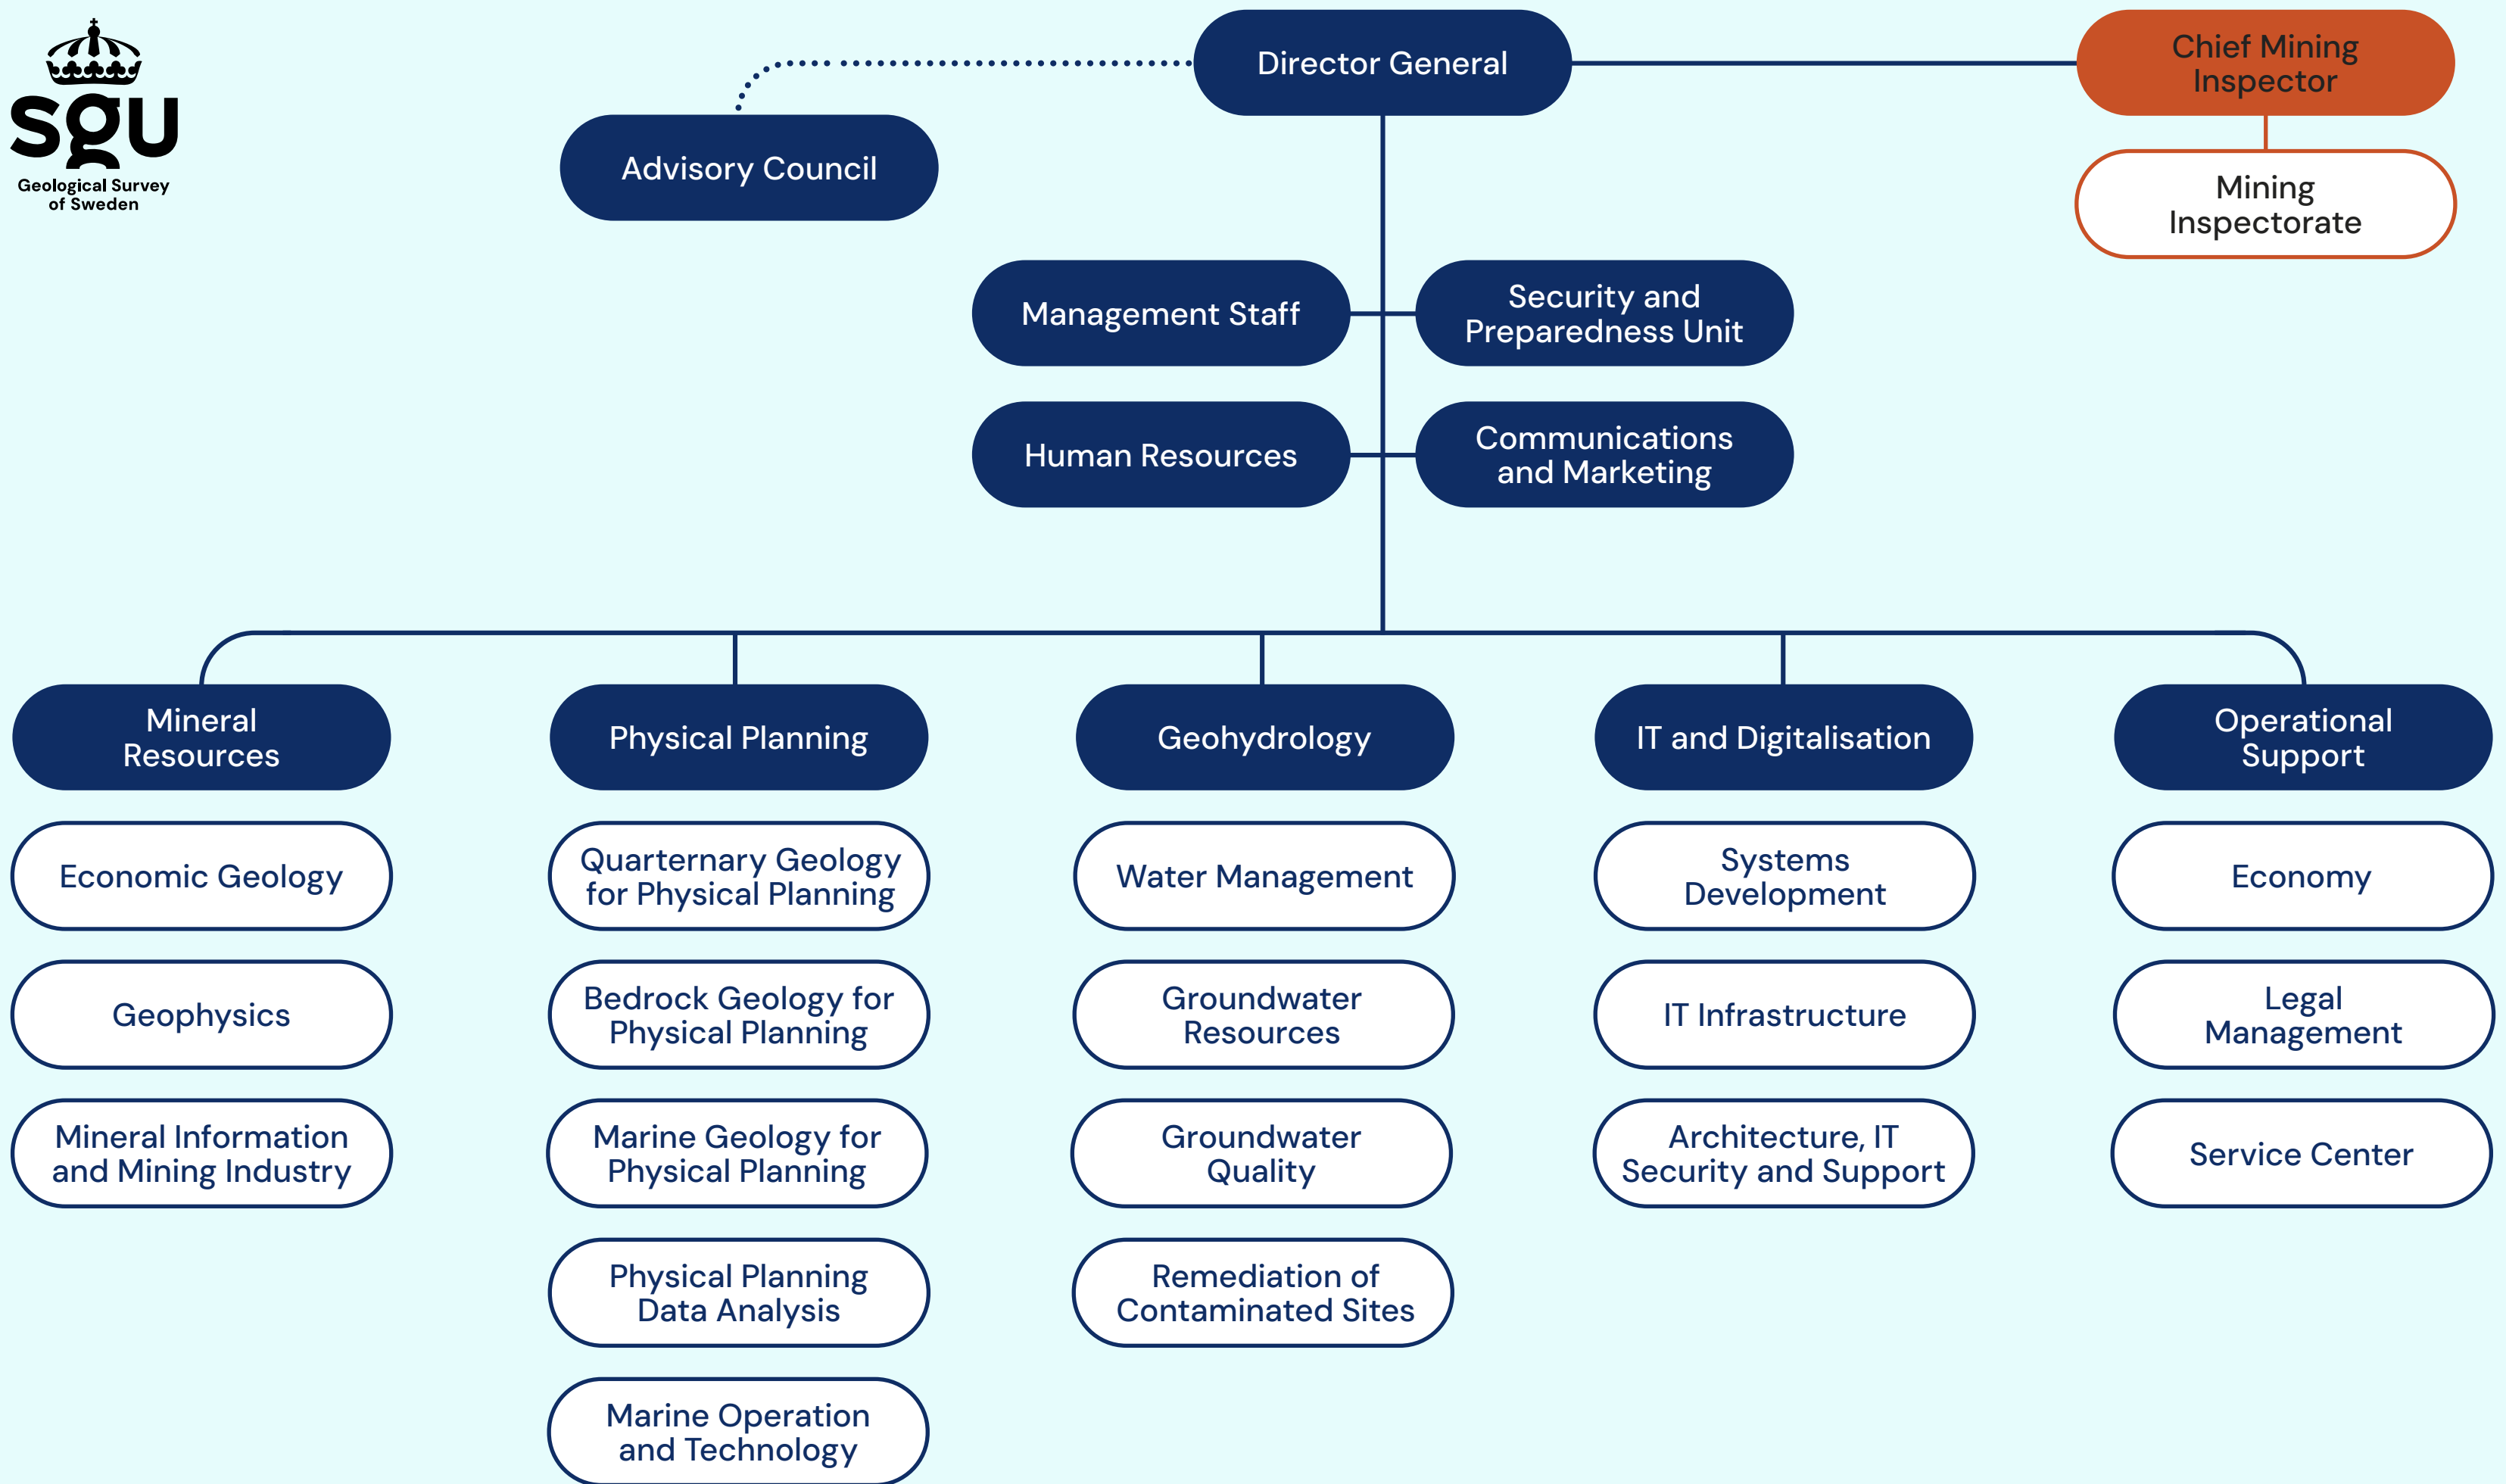 sgu
Geological Survey
of Sweden
Director General
Chief Mining
Inspector
Advisory Council
Mining
Inspectorate
Management Staff
Security and
Preparedness Unit
Human Resources
Communications
and Marketing
Mineral
Resources
Economic Geology
Geophysics
Mineral Information
and Mining Industry
Physical Planning
Quarternary Geology
for Physical Planning
Bedrock Geology for
Physical Planning
Marine Geology for
Physical Planning
Physical Planning
Data Analysis
Marine Operation
and Technology
Geohydrology
Water Management
Groundwater
Resources
Groundwater
Quality
Remediation of
Contaminated Sites
IT and Digitalisation
Systems
Development
IT Infrastructure
Architecture, IT
Security and Support
Operational
Support
Economy
Legal
Management
Service Center